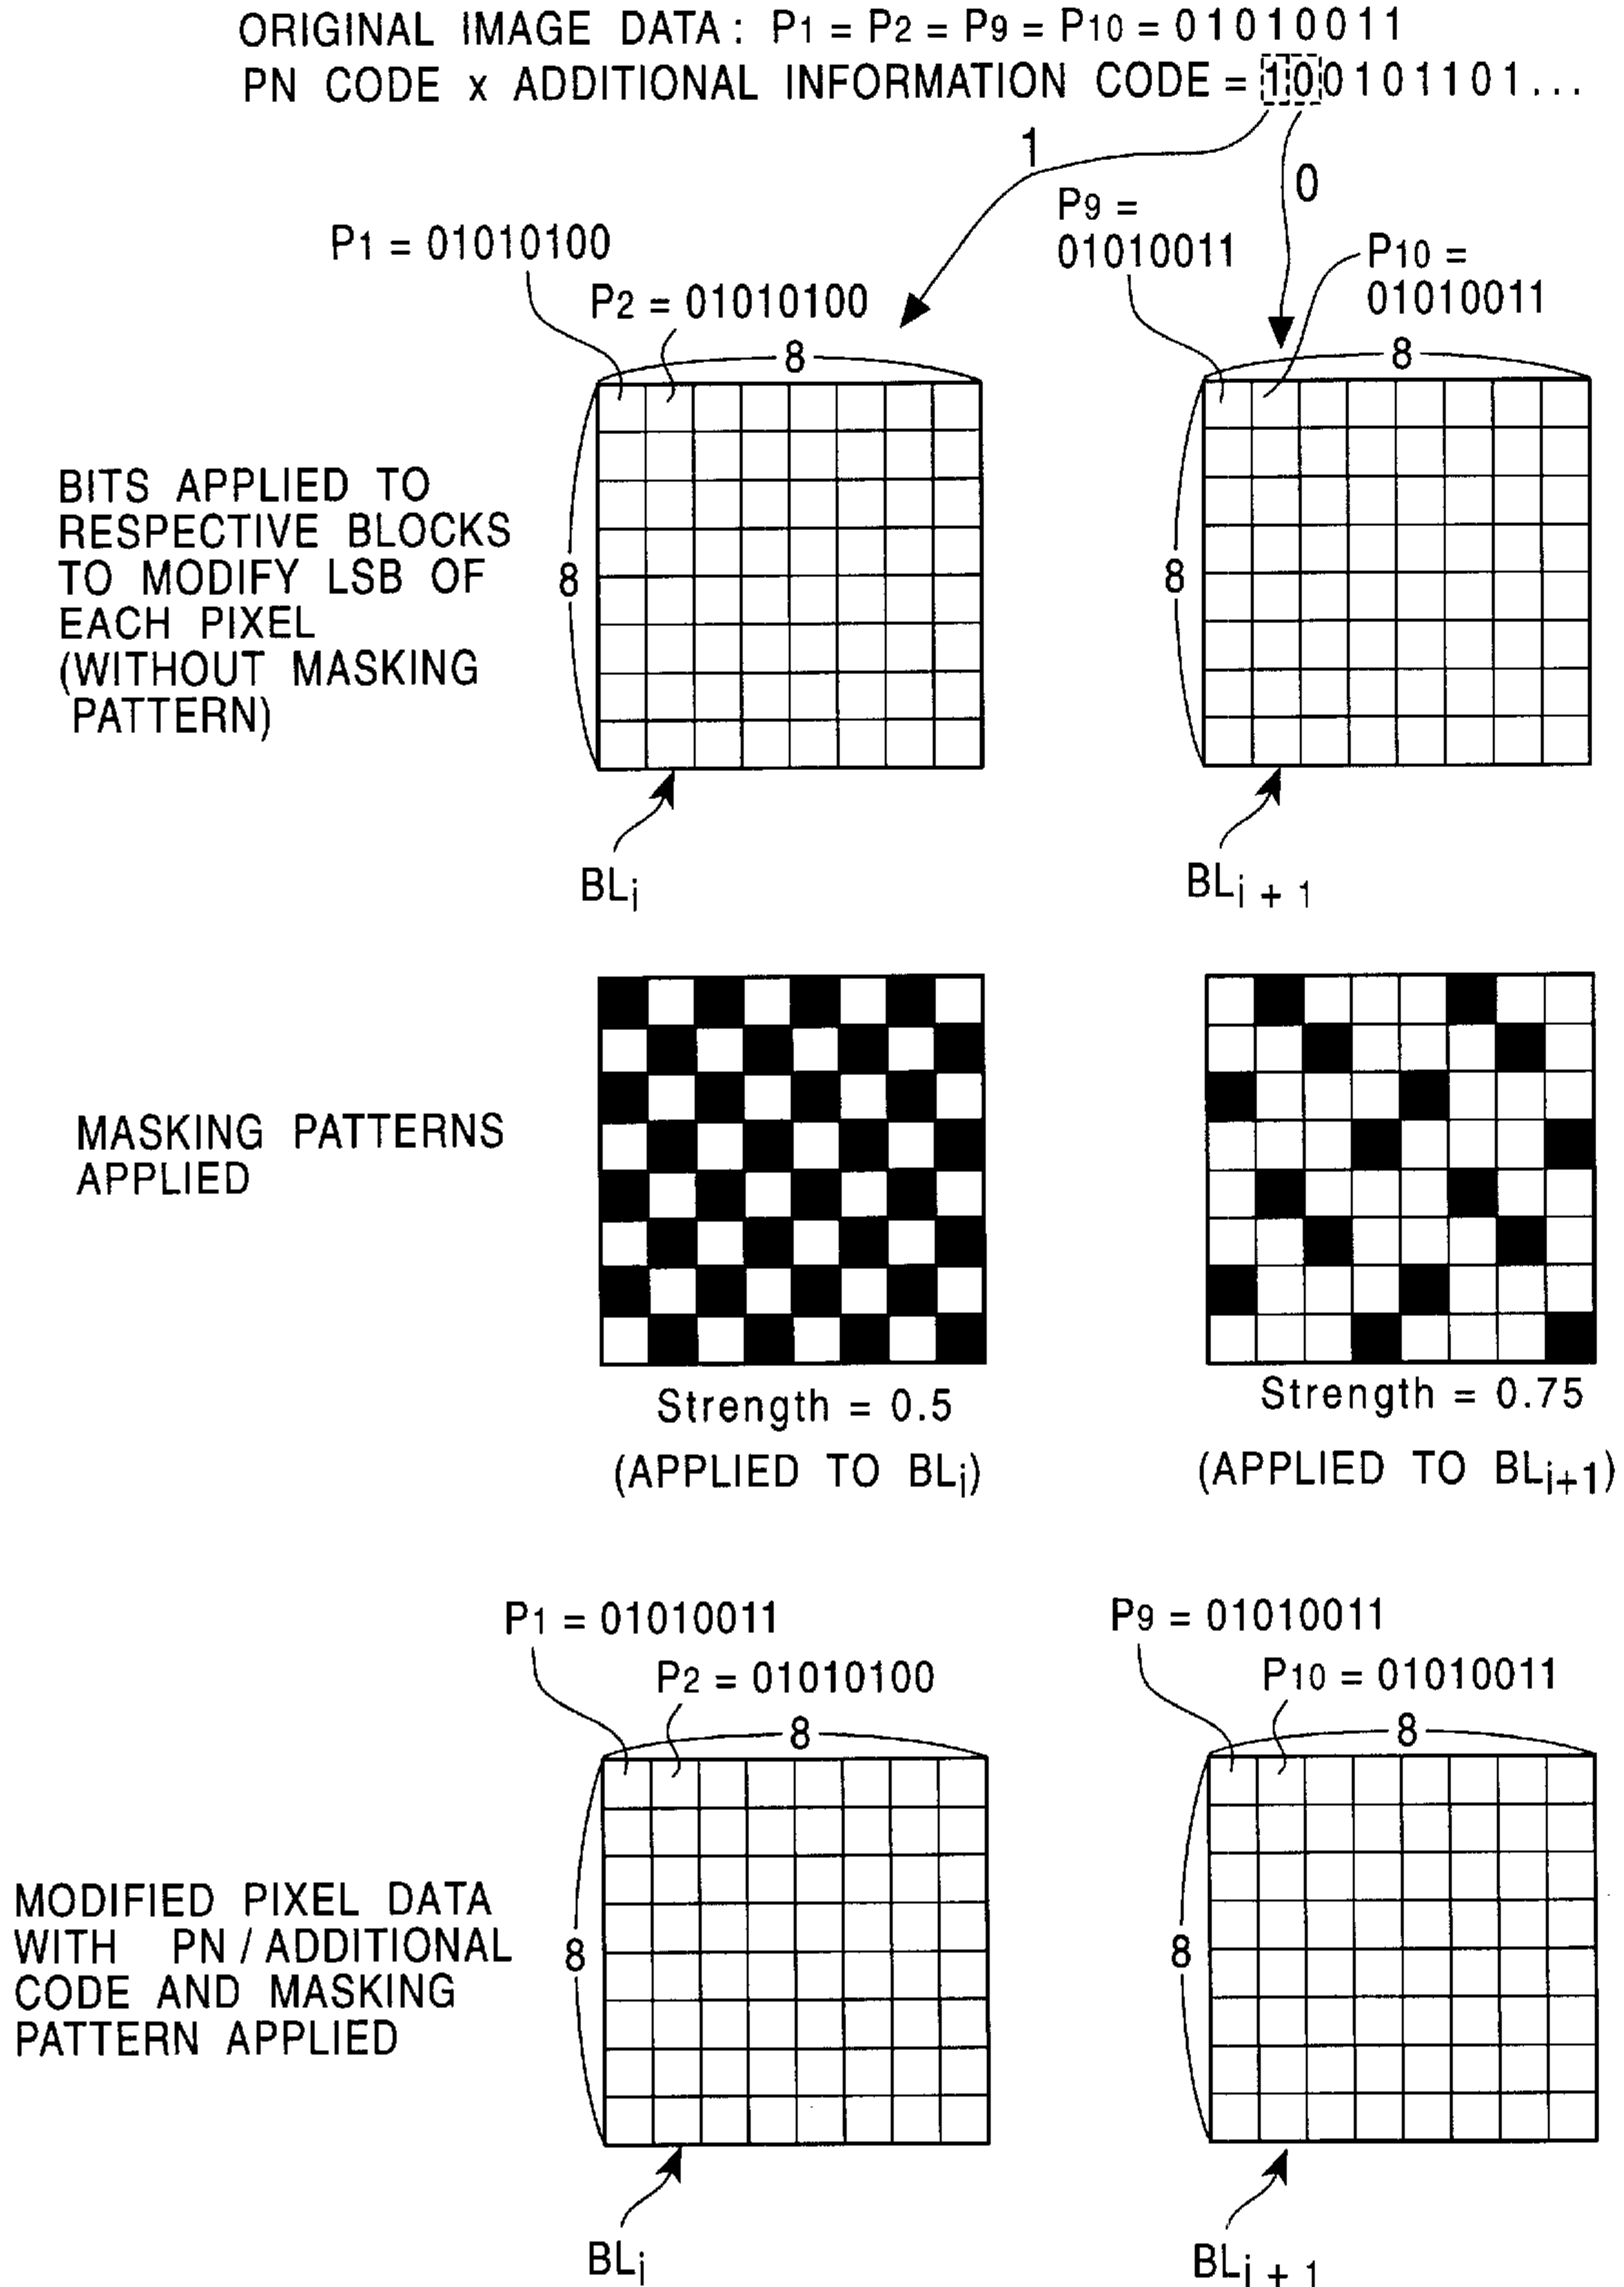 ORIGINAL IMAGE DATA: P1 = P2 = P9 = P10 = 01010011
PN CODE x ADDITIONAL INFORMATION CODE = 100101101...
1
0
P1 = 01010100
P2 = 01010100
P9 =
01010011
P10 =
01010011
8
8
BITS APPLIED TO
RESPECTIVE BLOCKS
TO MODIFY LSB OF
EACH PIXEL
(WITHOUT MASKING
PATTERN)
8
8
BLi
BLi + 1
MASKING PATTERNS
APPLIED
Strength = 0.5
(APPLIED TO BLi)
Strength = 0.75
(APPLIED TO BLi+1)
P1 = 01010011
P2 = 01010100
P9 = 01010011
P10 = 01010011
8
8
MODIFIED PIXEL DATA
WITH PN / ADDITIONAL
CODE AND MASKING
PATTERN APPLIED
8
8
BLi
BLi + 1